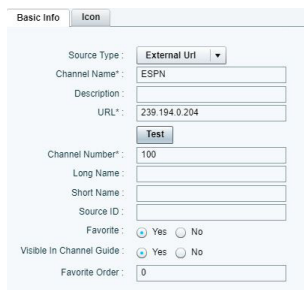 Basic Info Icon
Source Type : External Url
Channel Name* : ESPN
Description :
URL* : 239.194.0.204
Test
Channel Number* : 100
Long Name :
Short Name :
Source ID :
Favorite : Yes No
Visible In Channel Guide : Yes No
Favorite Order : 0